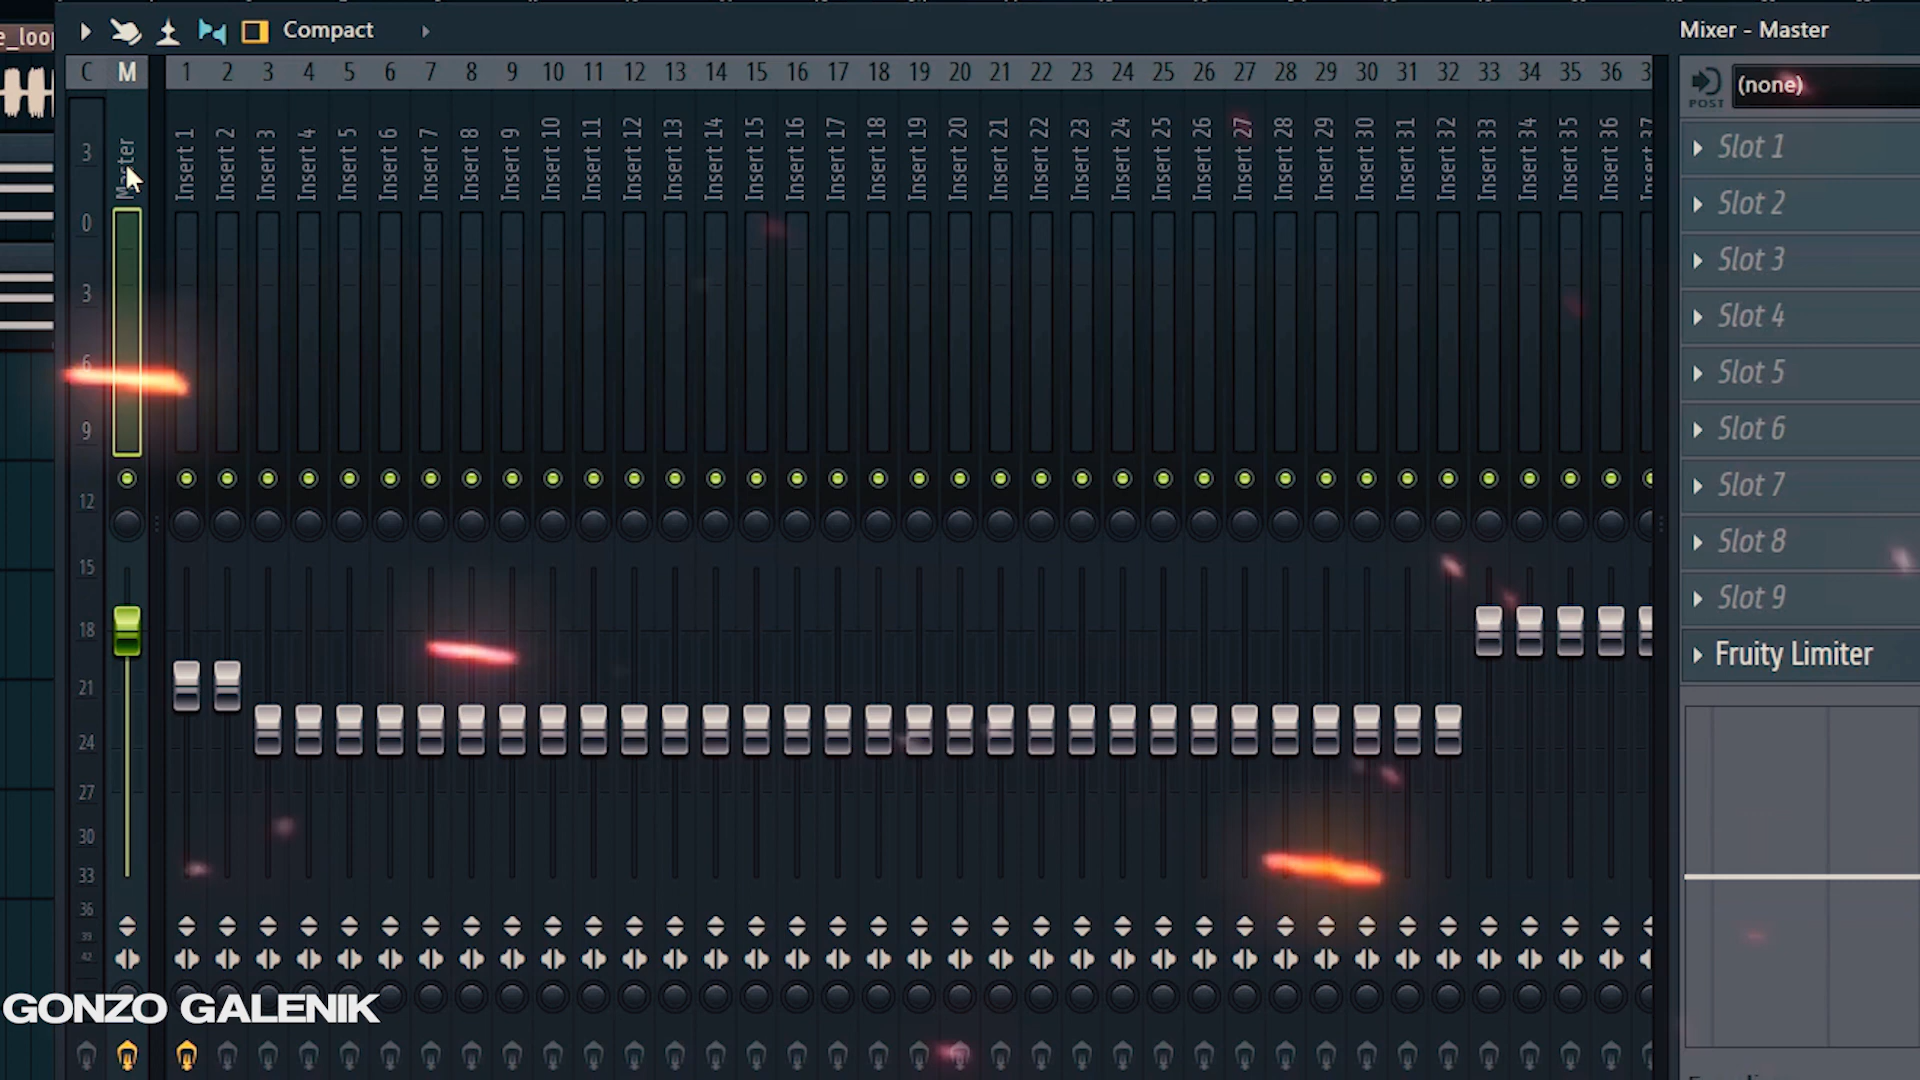 e_loop
Compact
Mixer - Master
C M 1 2 3 4 5 6 7 8 9 10 11 12 13 14 15 16 17 18 19 20 21 22 23 24 25 26 27 28 29 30 31 32 33 34 35 36 3
POST (none)
Master
Insert 1
Insert 2
Insert 3
Insert 4
Insert 5
Insert 6
Insert 7
Insert 8
Insert 9
Insert 10
Insert 11
Insert 12
Insert 13
Insert 14
Insert 15
Insert 16
Insert 17
Insert 18
Insert 19
Insert 20
Insert 21
Insert 22
Insert 23
Insert 24
Insert 25
Insert 26
Insert 27
Insert 28
Insert 29
Insert 30
Insert 31
Insert 32
Insert 33
Insert 34
Insert 35
Insert 36
Insert 37
3
0
3
6
9
12
15
18
21
24
27
30
33
36
39
42
Slot 1
Slot 2
Slot 3
Slot 4
Slot 5
Slot 6
Slot 7
Slot 8
Slot 9
Fruity Limiter
GONZO GALENIK